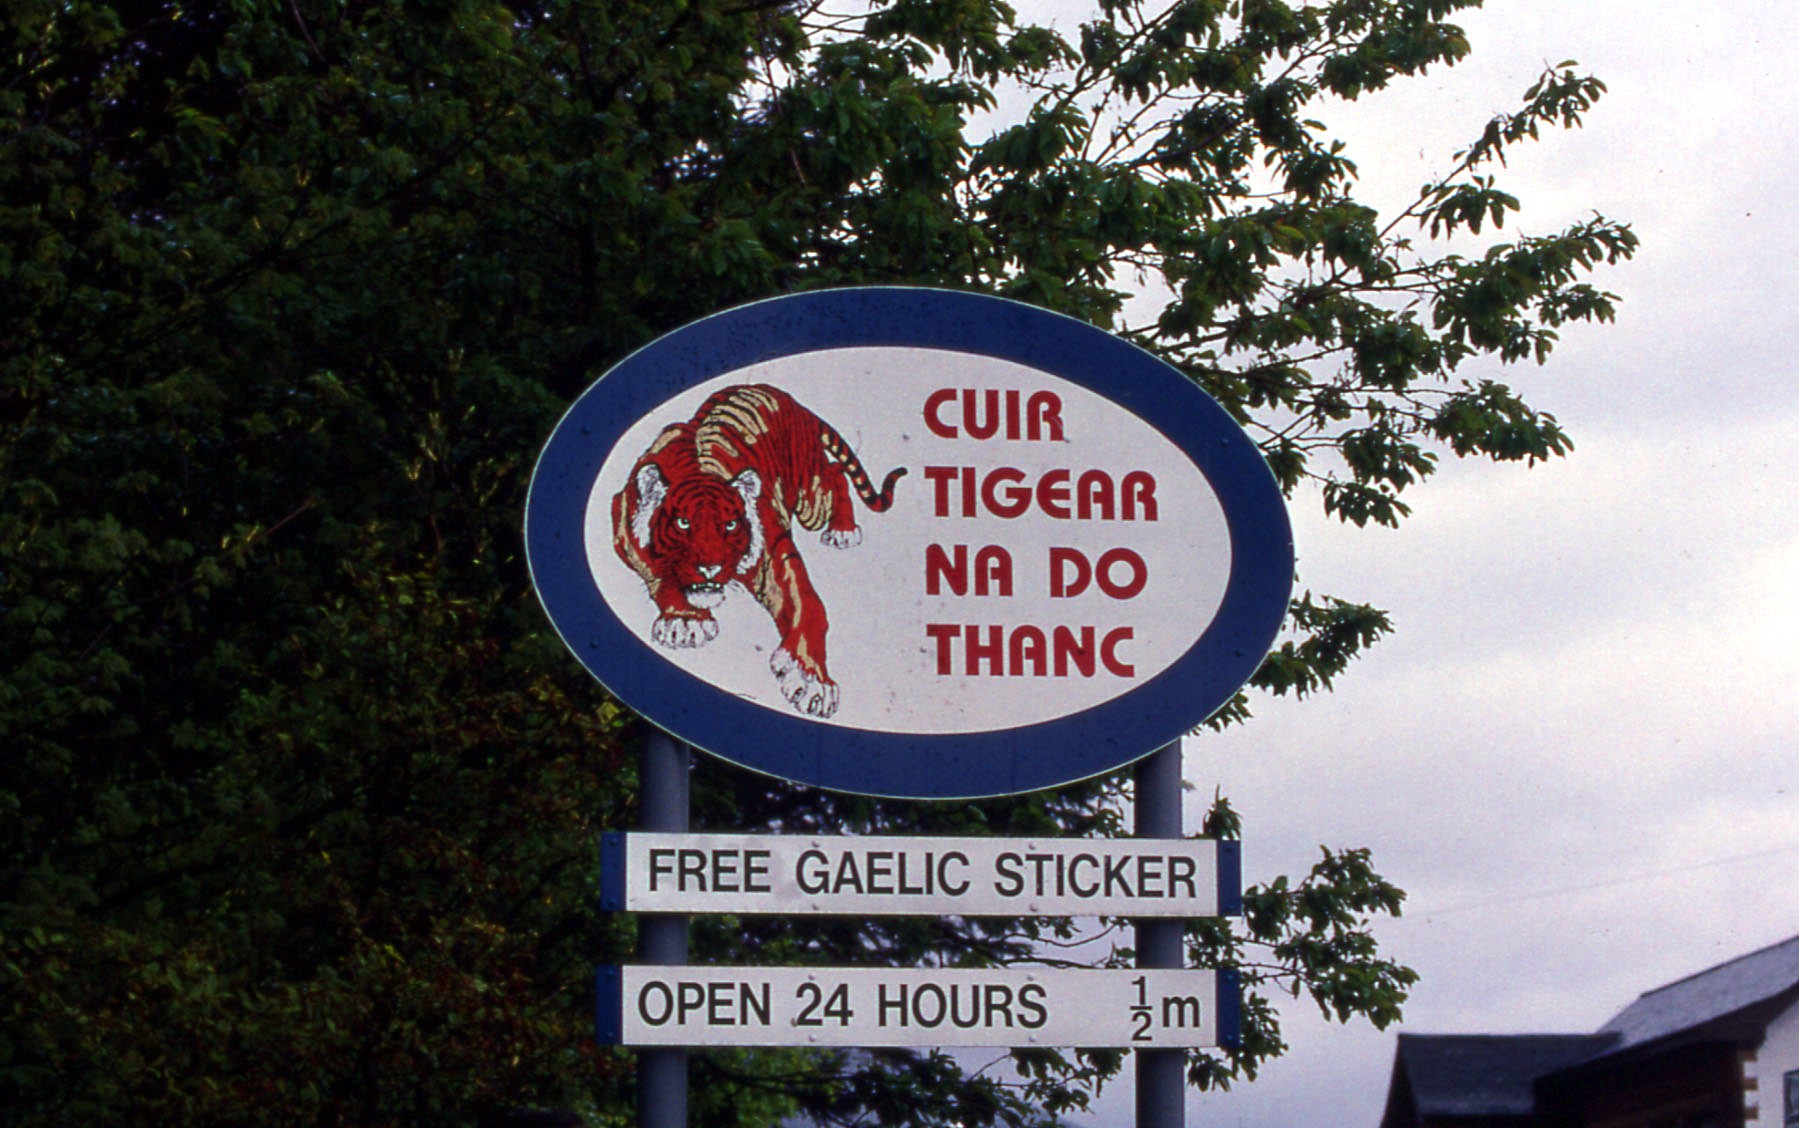 CUIR
TIGEAR
NA DO
THANC
FREE GAELIC STICKER
OPEN 24 HOURS ½m